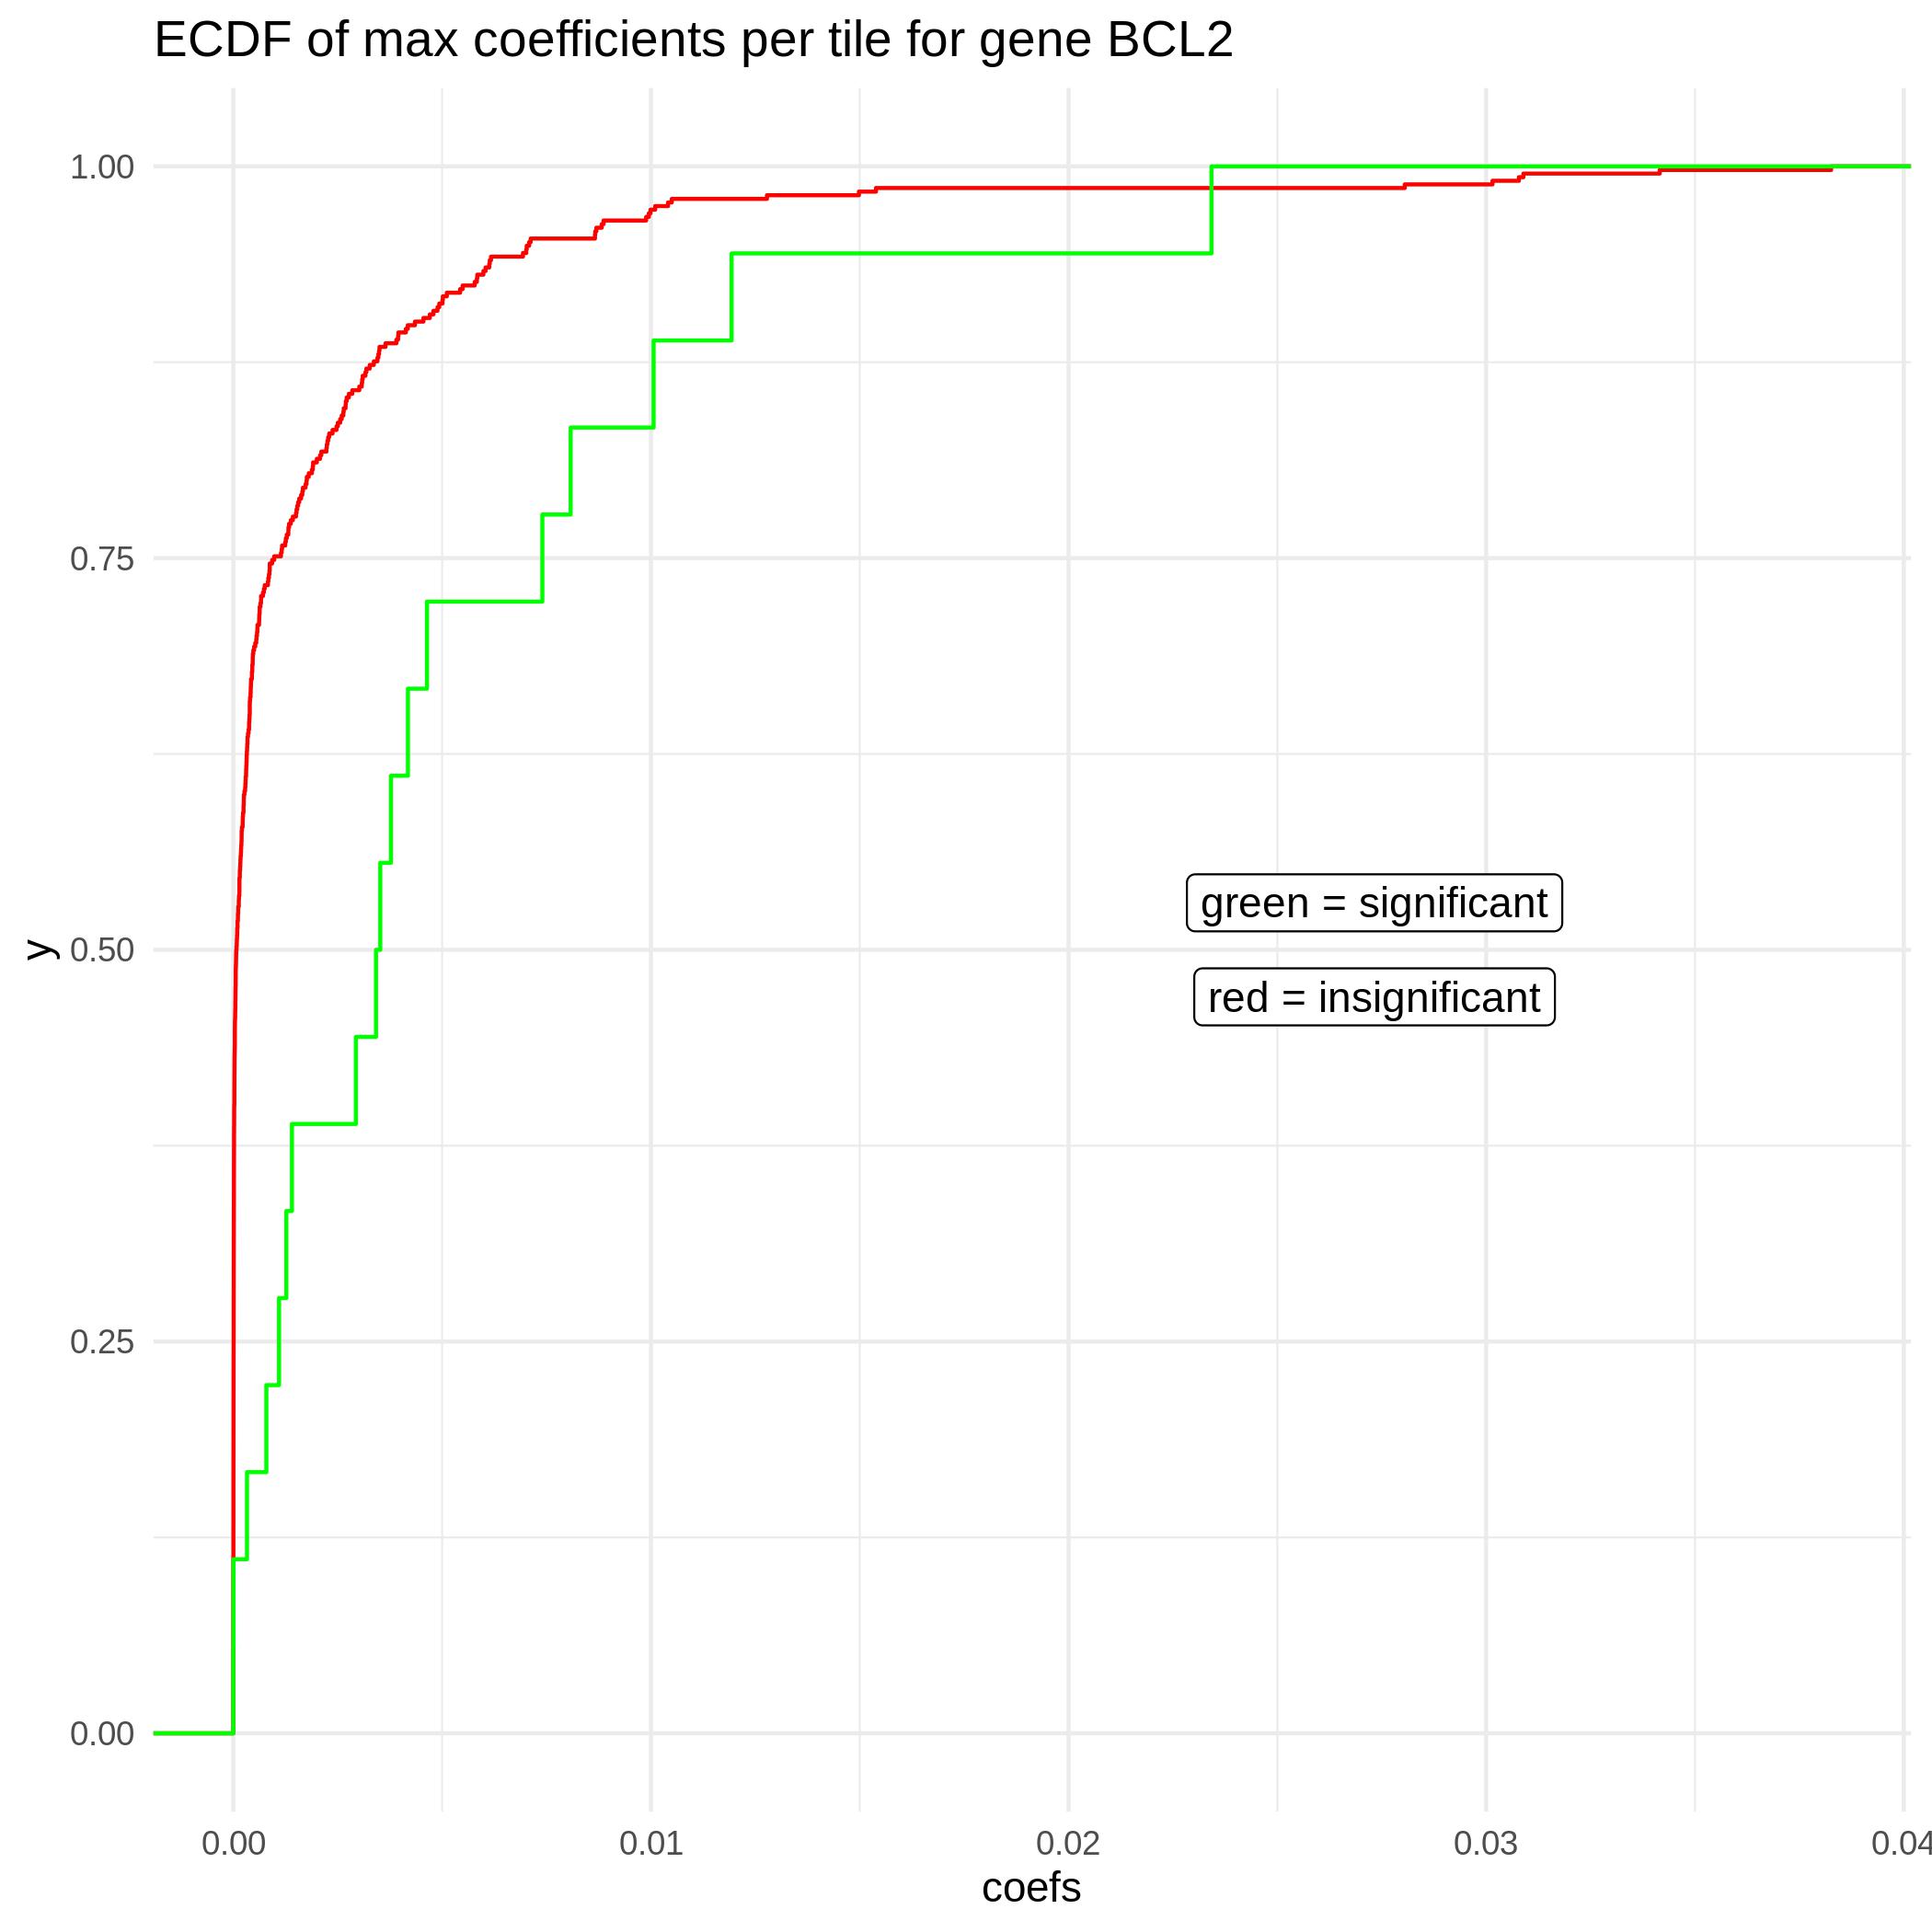 ECDF of max coefficients per tile for gene BCL2
1.00
0.75
0.50
0.25
0.00
y
green = significant
red = insignificant
0.00 0.01 0.02 0.03 0.04
coefs